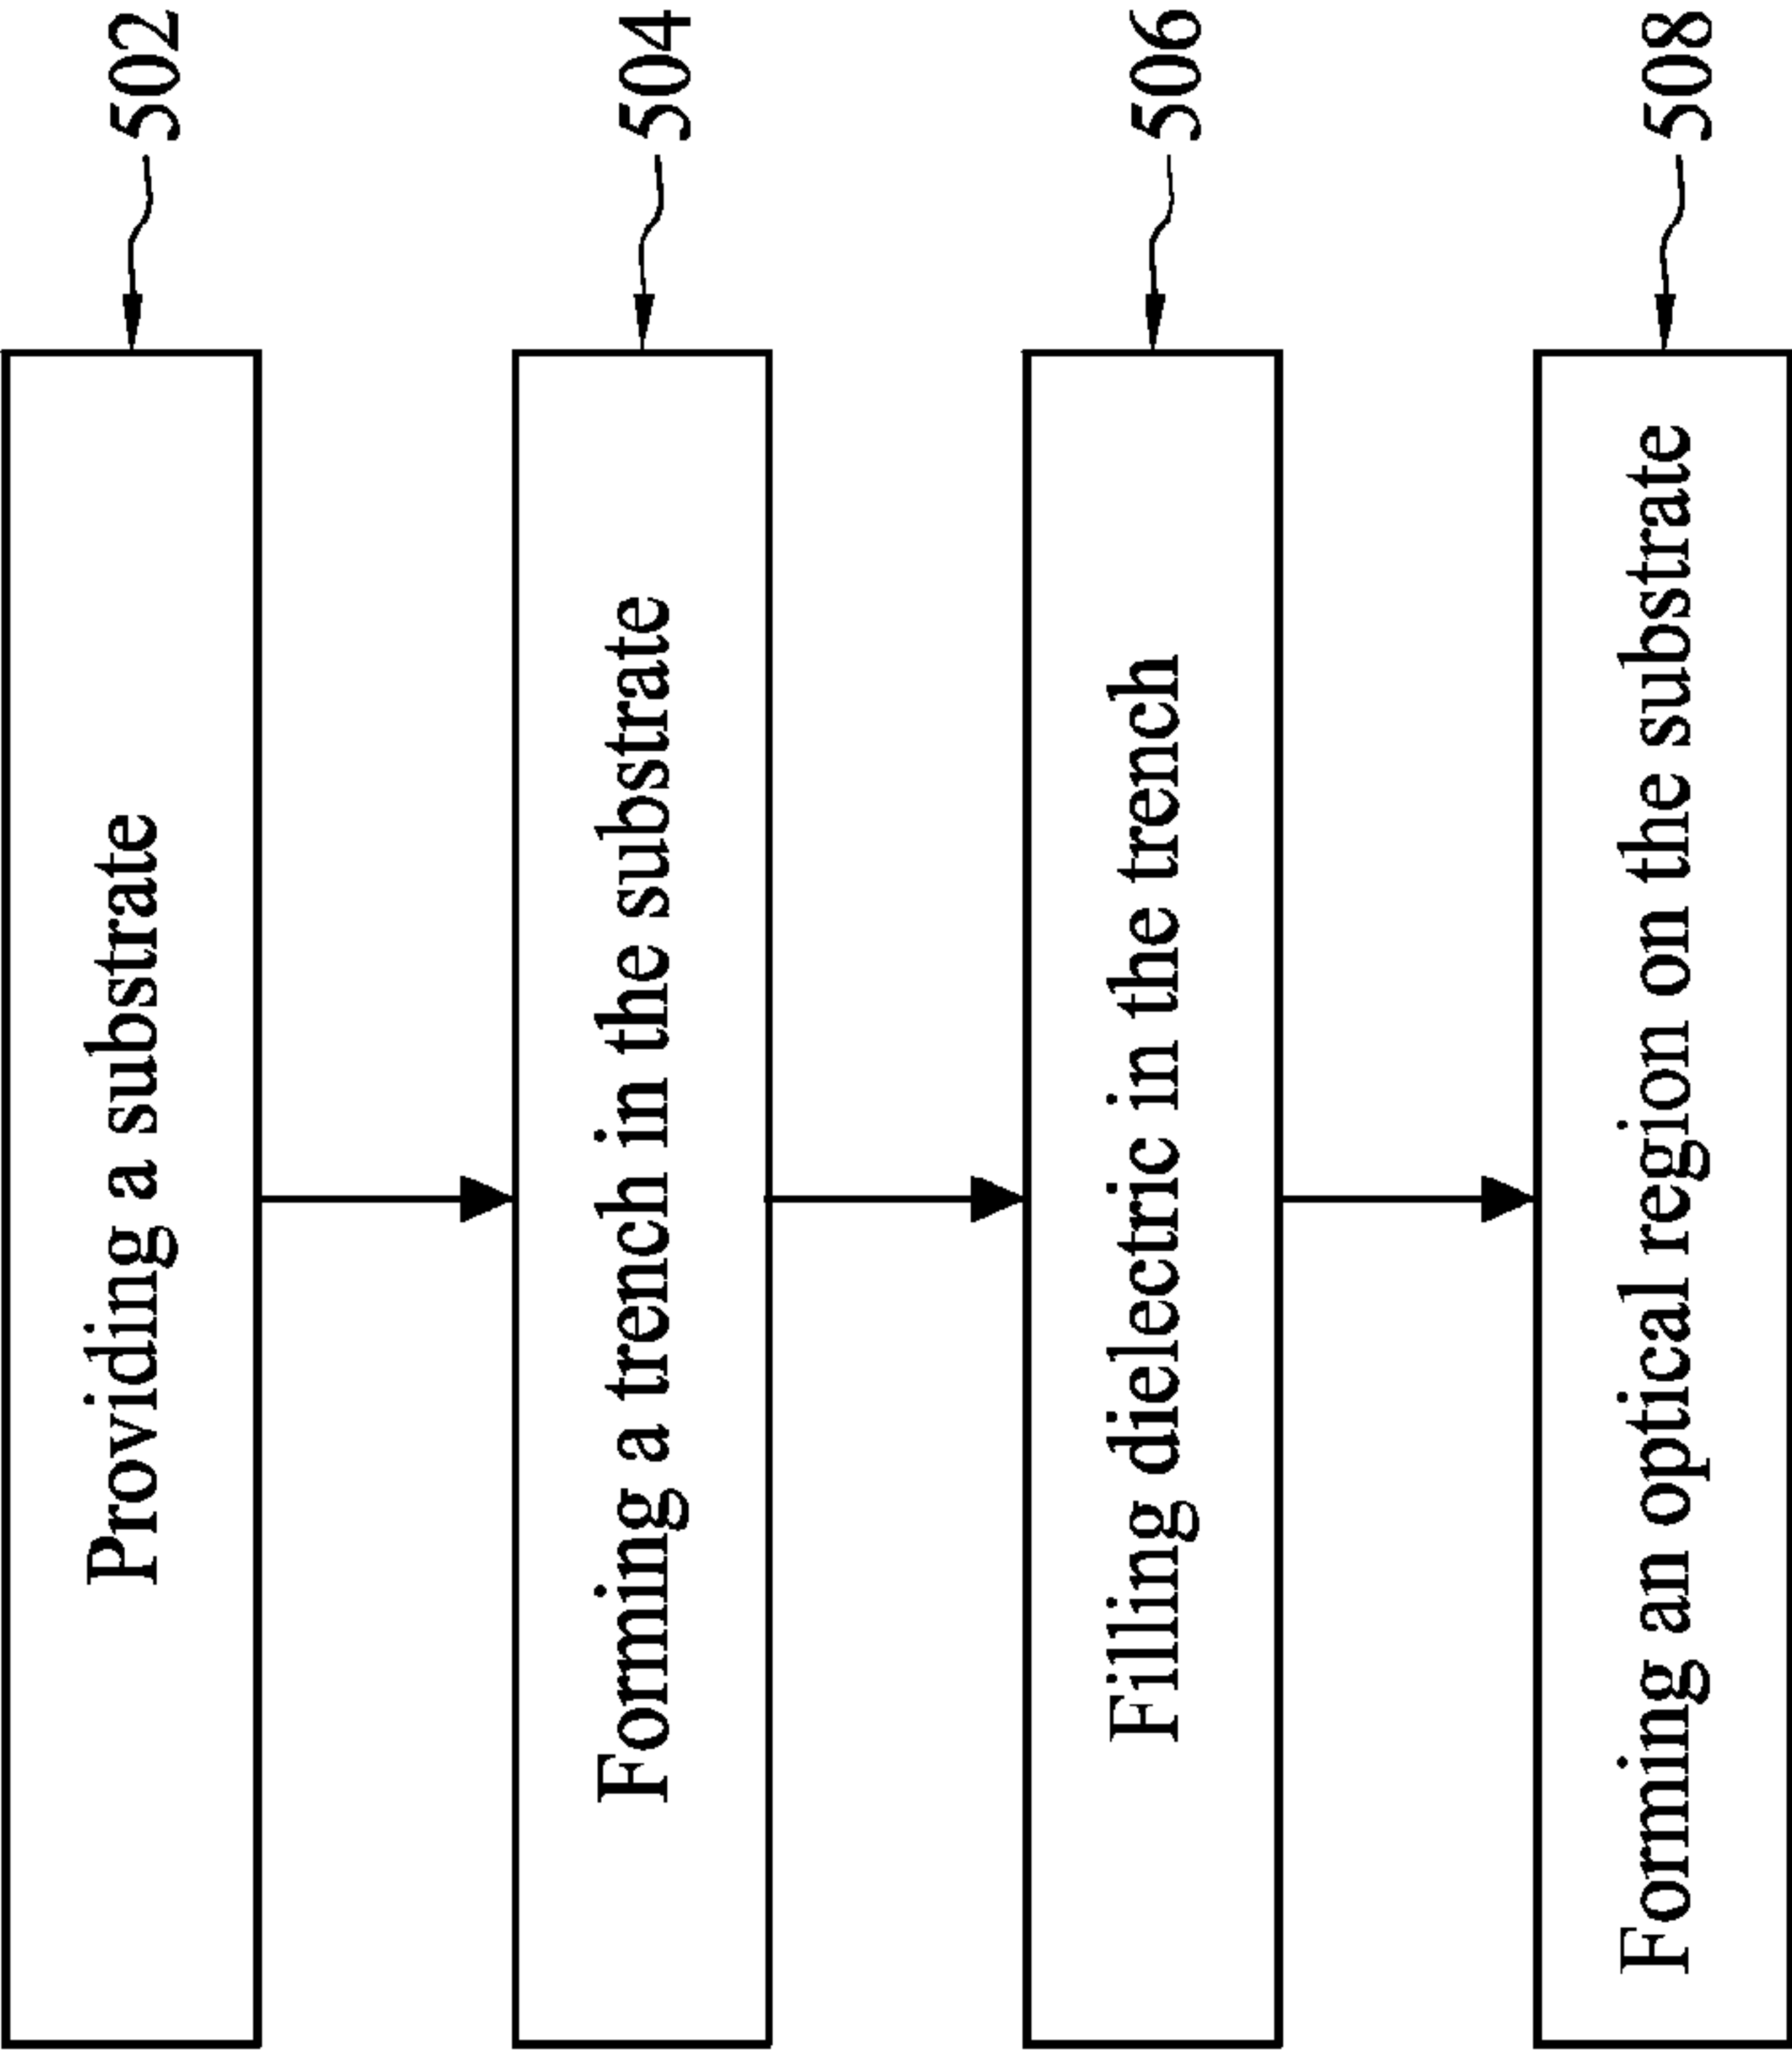 Providing a substrate
502
Forming a trench in the substrate
504
Filling dielectric in the trench
506
Forming an optical region on the substrate
508